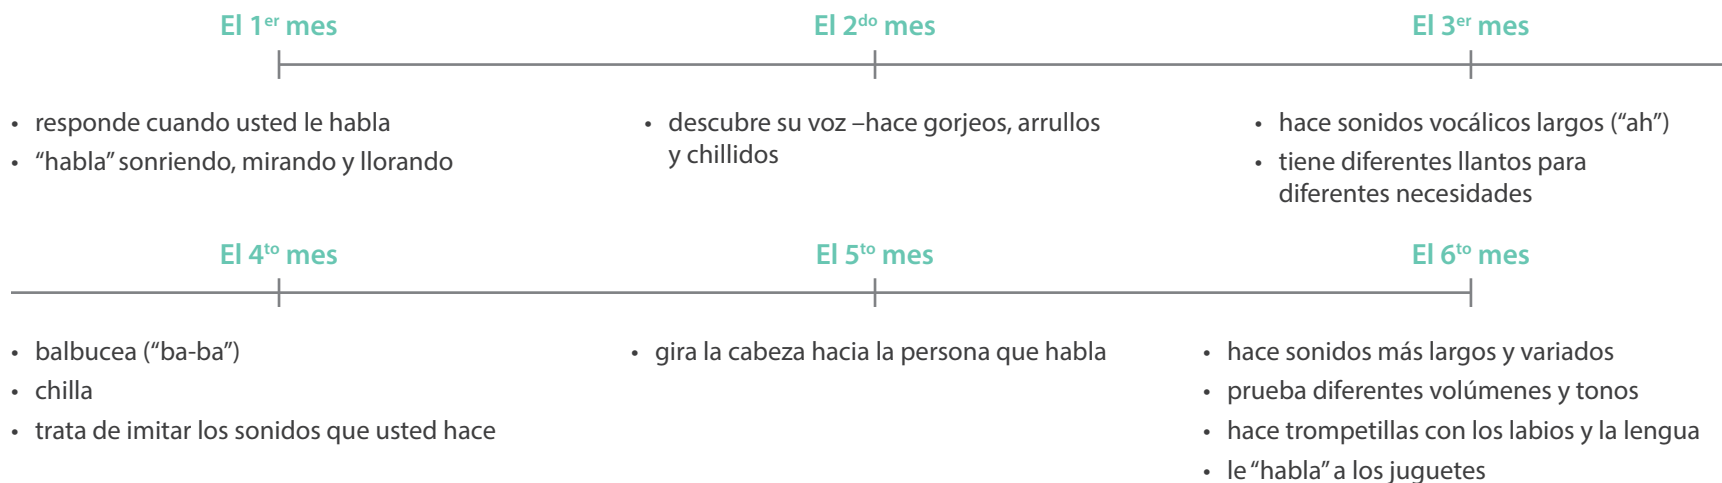 El 1er mes
El 2do mes
El 3er mes
• responde cuando usted le habla
• “habla” sonriendo, mirando y llorando
• descubre su voz –hace gorjeos, arrullos
y chillidos
• hace sonidos vocálicos largos (“ah”)
• tiene diferentes llantos para
diferentes necesidades
El 4to mes
El 5to mes
El 6to mes
• balbucea (“ba-ba”)
• chilla
• trata de imitar los sonidos que usted hace
• gira la cabeza hacia la persona que habla
• hace sonidos más largos y variados
• prueba diferentes volúmenes y tonos
• hace trompetillas con los labios y la lengua
• le “habla” a los juguetes